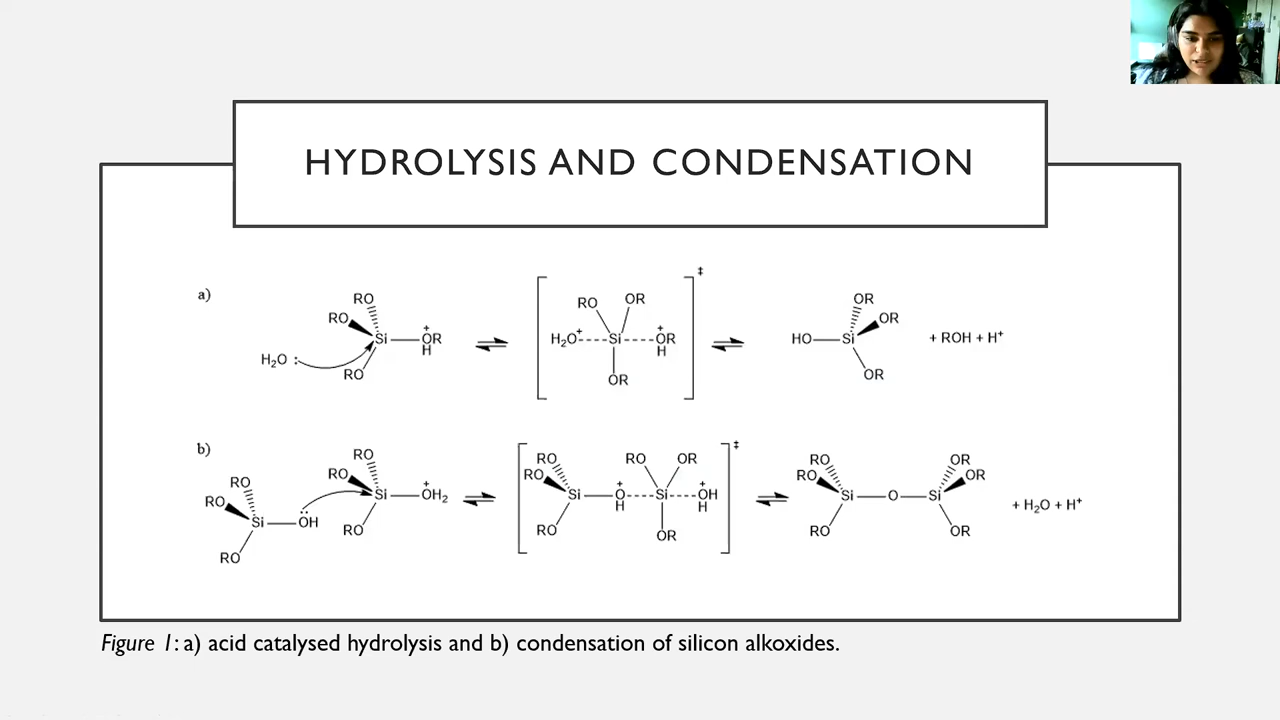 HYDROLYSIS AND CONDENSATION
a)
H₂O :
RO
RO
RO
Si
+
OR
H
‡
RO
OR
H₂O⁺
Si
+
OR
H
OR
HO
Si
OR
OR
OR
+ ROH + H⁺
b)
RO
RO
RO
Si
OH
RO
RO
RO
Si
+
OH₂
‡
RO
RO
RO
Si
+
O
H
RO
OR
Si
+
OH
H
OR
RO
RO
RO
Si
O
Si
OR
OR
OR
+ H₂O + H⁺
Figure 1: a) acid catalysed hydrolysis and b) condensation of silicon alkoxides.